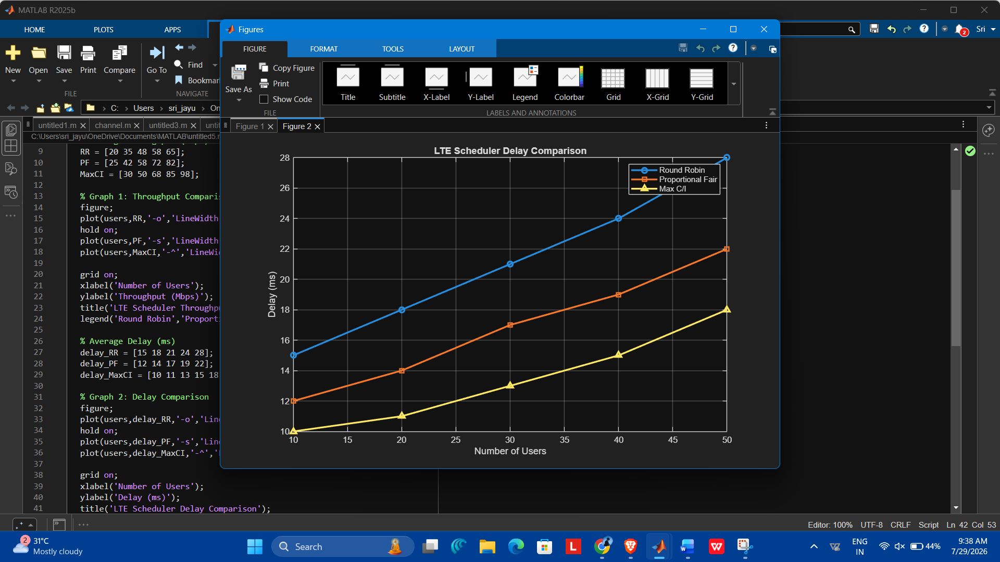 MATLAB R2025b
HOME PLOTS APPS
Sri
2
New
Open
Save
Print
Compare
Go To
Find
FILE
NAVIGATE
C: Users sri_jayu
untitled1.m channel.m untitled3.m
C:\Users\sri_jayu\OneDrive\Documents\MATLAB\untitled5.
9 RR = [20 35 48 58 65];
10 PF = [25 42 58 72 82];
11 MaxCI = [30 50 68 85 98];
12
13 % Graph 1: Throughput Compari
14 figure;
15 plot(users,RR,'-o','LineWidth
16 hold on;
17 plot(users,PF,'-s','LineWidth
18 plot(users,MaxCI,'-^','LineWi
19
20 grid on;
21 xlabel('Number of Users');
22 ylabel('Throughput (Mbps)');
23 title('LTE Scheduler Throughp
24 legend('Round Robin','Proport
25
26 % Average Delay (ms)
27 delay_RR = [15 18 21 24 28];
28 delay_PF = [12 14 17 19 22];
29 delay_MaxCI = [10 11 13 15 18
30
31 % Graph 2: Delay Comparison
32 figure;
33 plot(users,delay_RR,'-o','Lin
34 hold on;
35 plot(users,delay_PF,'-s','Lin
36 plot(users,delay_MaxCI,'-^','
37
38 grid on;
39 xlabel('Number of Users');
40 ylabel('Delay (ms)');
41 title('LTE Scheduler Delay Comparison');
Figures
FIGURE FORMAT TOOLS LAYOUT
Save As
Copy Figure
Print
Show Code
FILE
Title Subtitle X-Label Y-Label Legend Colorbar Grid X-Grid Y-Grid
LABELS AND ANNOTATIONS
Figure 1 Figure 2
LTE Scheduler Delay Comparison
Round Robin
Proportional Fair
Max C/I
28
26
24
22
20
18
16
14
12
10
Delay (ms)
10 15 20 25 30 35 40 45 50
Number of Users
Editor: 100% UTF-8 CRLF Script Ln 42 Col 53
2
31°C
Mostly cloudy
Search
ENG
IN
44%
9:38 AM
7/29/2026